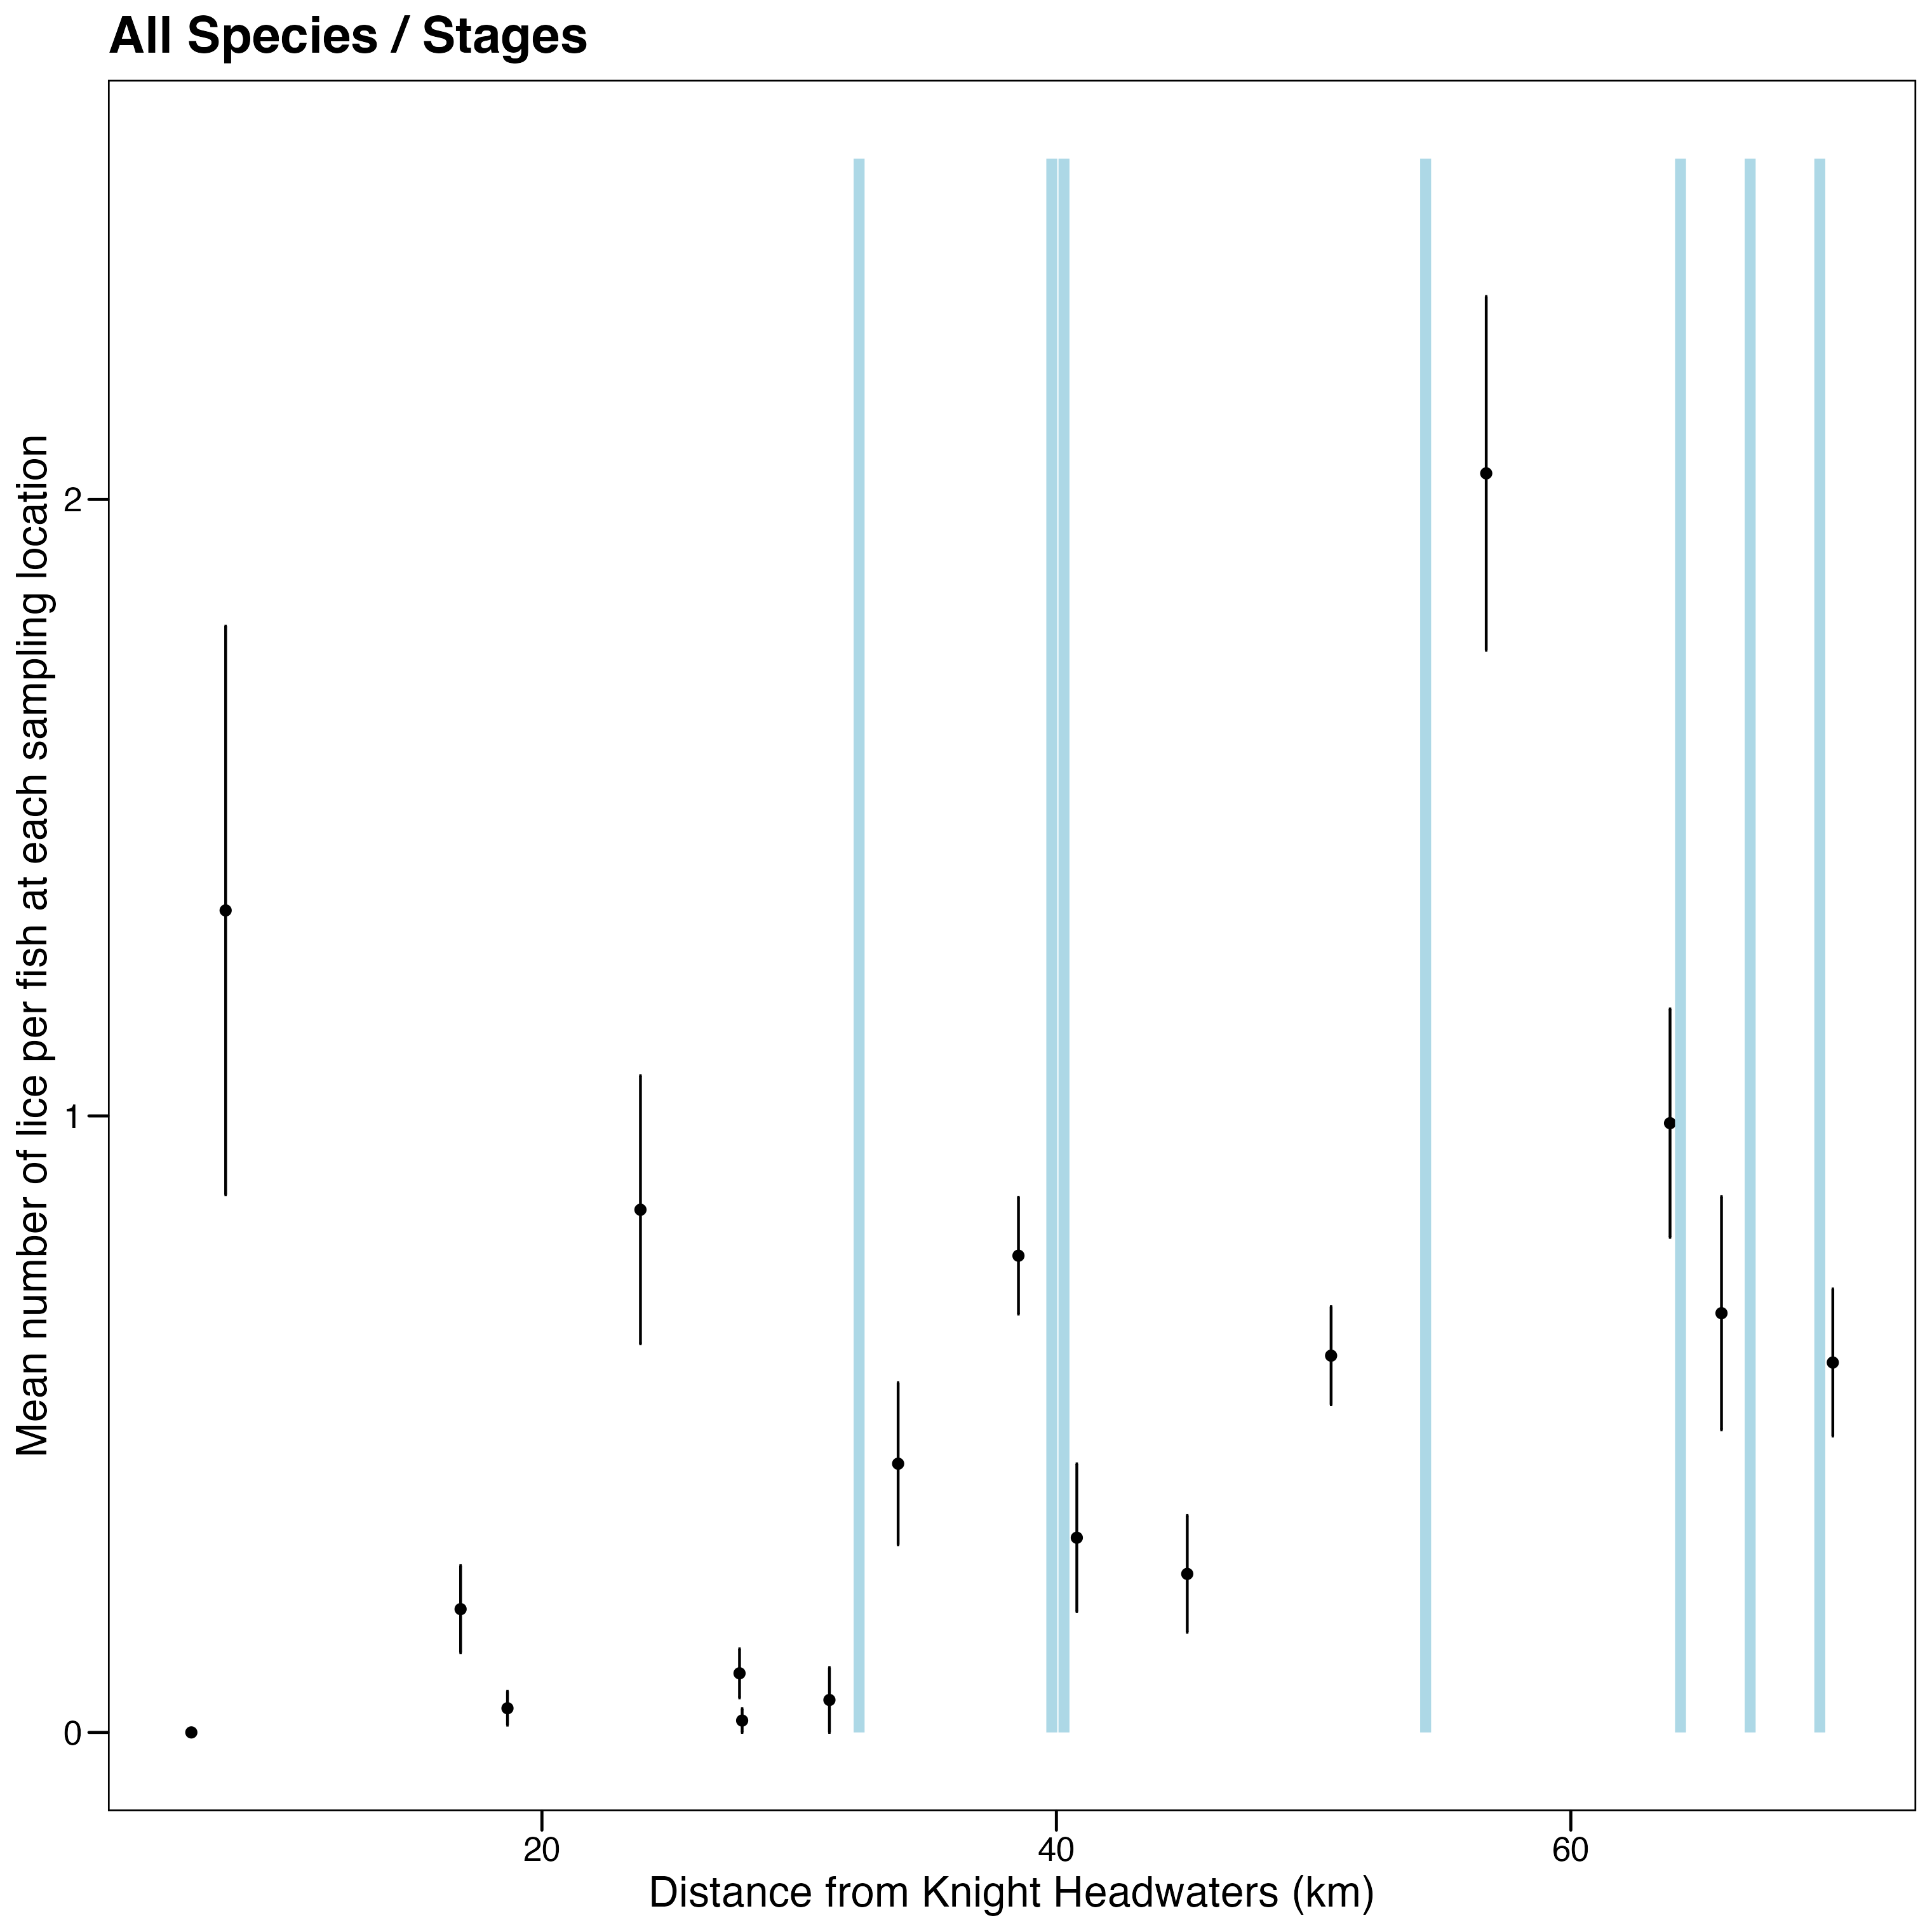 All Species / Stages
Mean number of lice per fish at each sampling location
2
1
0
20
40
60
Distance from Knight Headwaters (km)